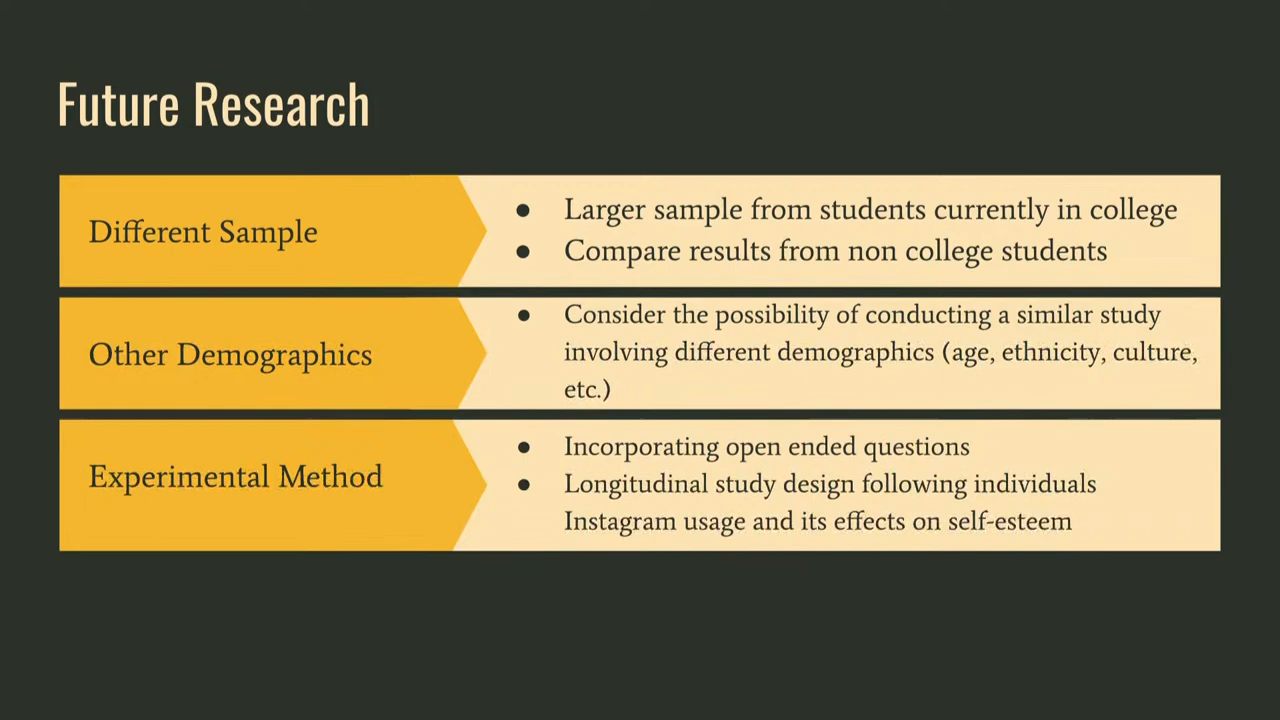 Future Research
Different Sample
● Larger sample from students currently in college
● Compare results from non college students
Other Demographics
● Consider the possibility of conducting a similar study
involving different demographics (age, ethnicity, culture,
etc.)
Experimental Method
● Incorporating open ended questions
● Longitudinal study design following individuals
Instagram usage and its effects on self-esteem